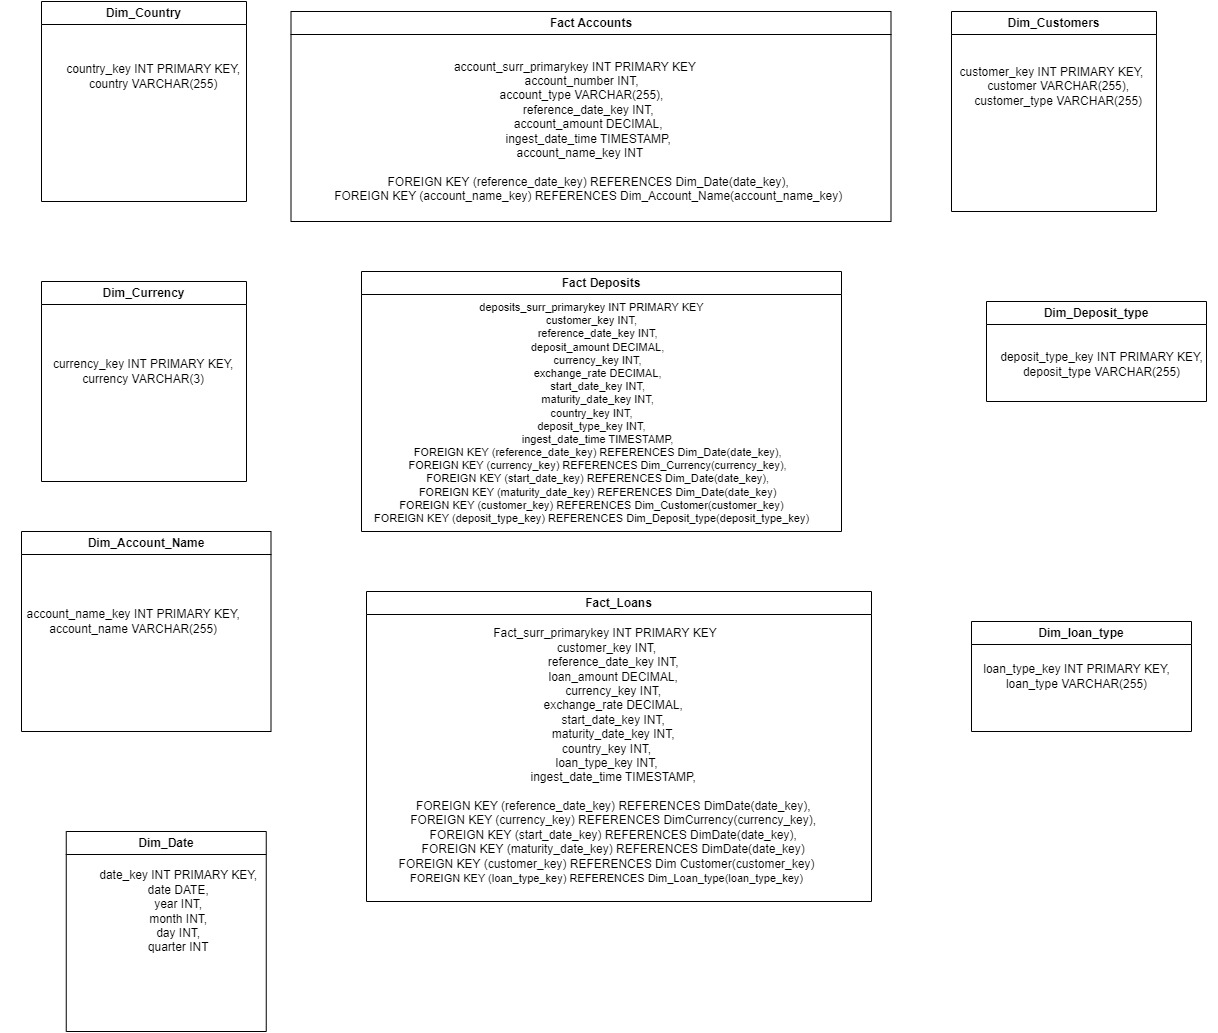 Dim_Country
country_key INT PRIMARY KEY,
country VARCHAR(255)
Fact Accounts
account_surr_primarykey INT PRIMARY KEY
account_number INT,
account_type VARCHAR(255),
reference_date_key INT,
account_amount DECIMAL,
ingest_date_time TIMESTAMP,
account_name_key INT
FOREIGN KEY (reference_date_key) REFERENCES Dim_Date(date_key),
FOREIGN KEY (account_name_key) REFERENCES Dim_Account_Name(account_name_key)
Dim_Customers
customer_key INT PRIMARY KEY,
customer VARCHAR(255),
customer_type VARCHAR(255)
Dim_Currency
currency_key INT PRIMARY KEY,
currency VARCHAR(3)
Fact Deposits
deposits_surr_primarykey INT PRIMARY KEY
customer_key INT,
reference_date_key INT,
deposit_amount DECIMAL,
currency_key INT,
exchange_rate DECIMAL,
start_date_key INT,
maturity_date_key INT,
country_key INT,
deposit_type_key INT,
ingest_date_time TIMESTAMP,
FOREIGN KEY (reference_date_key) REFERENCES Dim_Date(date_key),
FOREIGN KEY (currency_key) REFERENCES Dim_Currency(currency_key),
FOREIGN KEY (start_date_key) REFERENCES Dim_Date(date_key),
FOREIGN KEY (maturity_date_key) REFERENCES Dim_Date(date_key)
FOREIGN KEY (customer_key) REFERENCES Dim_Customer(customer_key)
FOREIGN KEY (deposit_type_key) REFERENCES Dim_Deposit_type(deposit_type_key)
Dim_Deposit_type
deposit_type_key INT PRIMARY KEY,
deposit_type VARCHAR(255)
Dim_Account_Name
account_name_key INT PRIMARY KEY,
account_name VARCHAR(255)
Fact_Loans
Fact_surr_primarykey INT PRIMARY KEY
customer_key INT,
reference_date_key INT,
loan_amount DECIMAL,
currency_key INT,
exchange_rate DECIMAL,
start_date_key INT,
maturity_date_key INT,
country_key INT,
loan_type_key INT,
ingest_date_time TIMESTAMP,
FOREIGN KEY (reference_date_key) REFERENCES DimDate(date_key),
FOREIGN KEY (currency_key) REFERENCES DimCurrency(currency_key),
FOREIGN KEY (start_date_key) REFERENCES DimDate(date_key),
FOREIGN KEY (maturity_date_key) REFERENCES DimDate(date_key)
FOREIGN KEY (customer_key) REFERENCES Dim Customer(customer_key)
FOREIGN KEY (loan_type_key) REFERENCES Dim_Loan_type(loan_type_key)
Dim_loan_type
loan_type_key INT PRIMARY KEY,
loan_type VARCHAR(255)
Dim_Date
date_key INT PRIMARY KEY,
date DATE,
year INT,
month INT,
day INT,
quarter INT